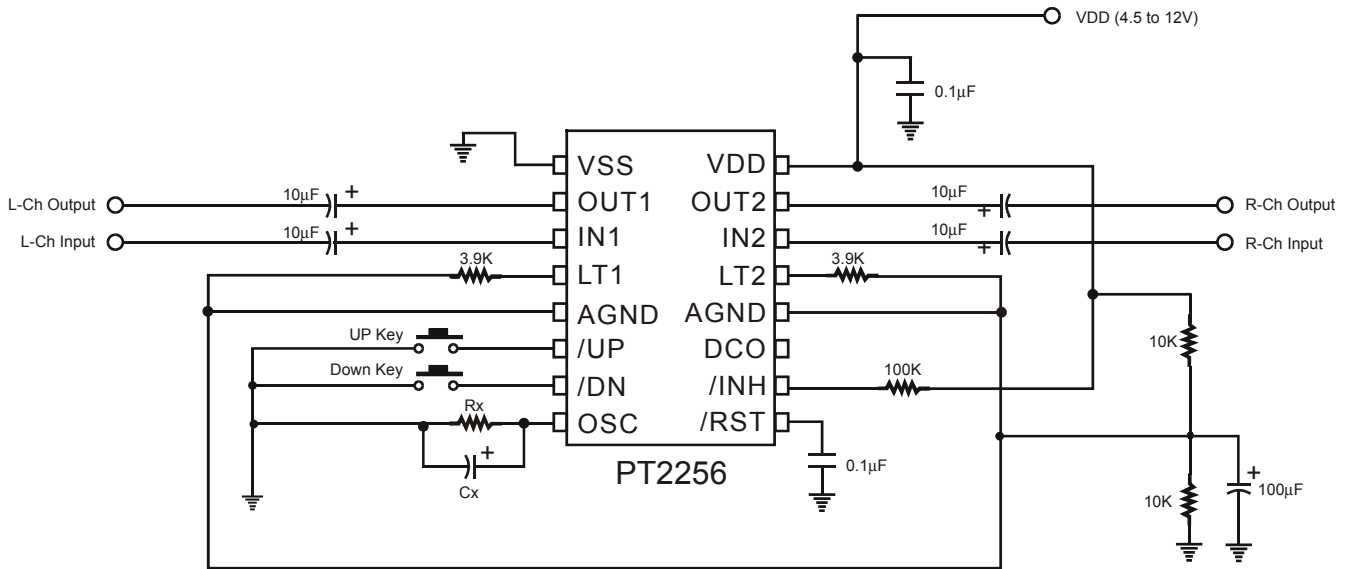 VDD (4.5 to 12V)
0.1μF
VSS
VDD
L-Ch Output
10μF
+
OUT1
OUT2
10μF
+
R-Ch Output
L-Ch Input
10μF
+
IN1
IN2
10μF
+
R-Ch Input
3.9K
LT1
LT2
3.9K
AGND
AGND
UP Key
/UP
DCO
10K
Down Key
/DN
/INH
100K
Rx
OSC
/RST
+
Cx
PT2256
0.1μF
10K
+
100μF